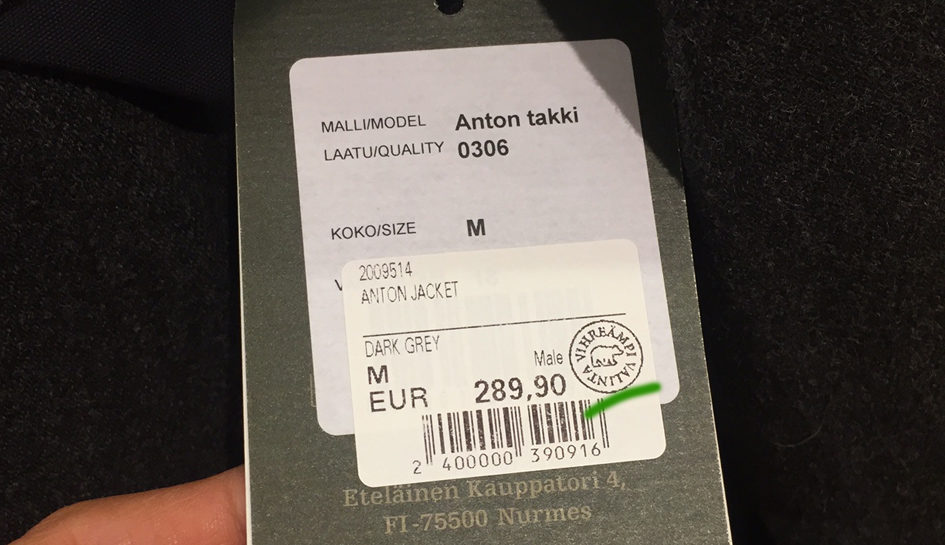 MALLI/MODEL Anton takki
LAATU/QUALITY 0306
KOKO/SIZE M
V
2009514
ANTON JACKET
DARK GREY
M Male
EUR 289,90
VIHREÄMPI VALINTA
2 400000 390916
Eteläinen Kauppatori 4,
FI-75500 Nurmes